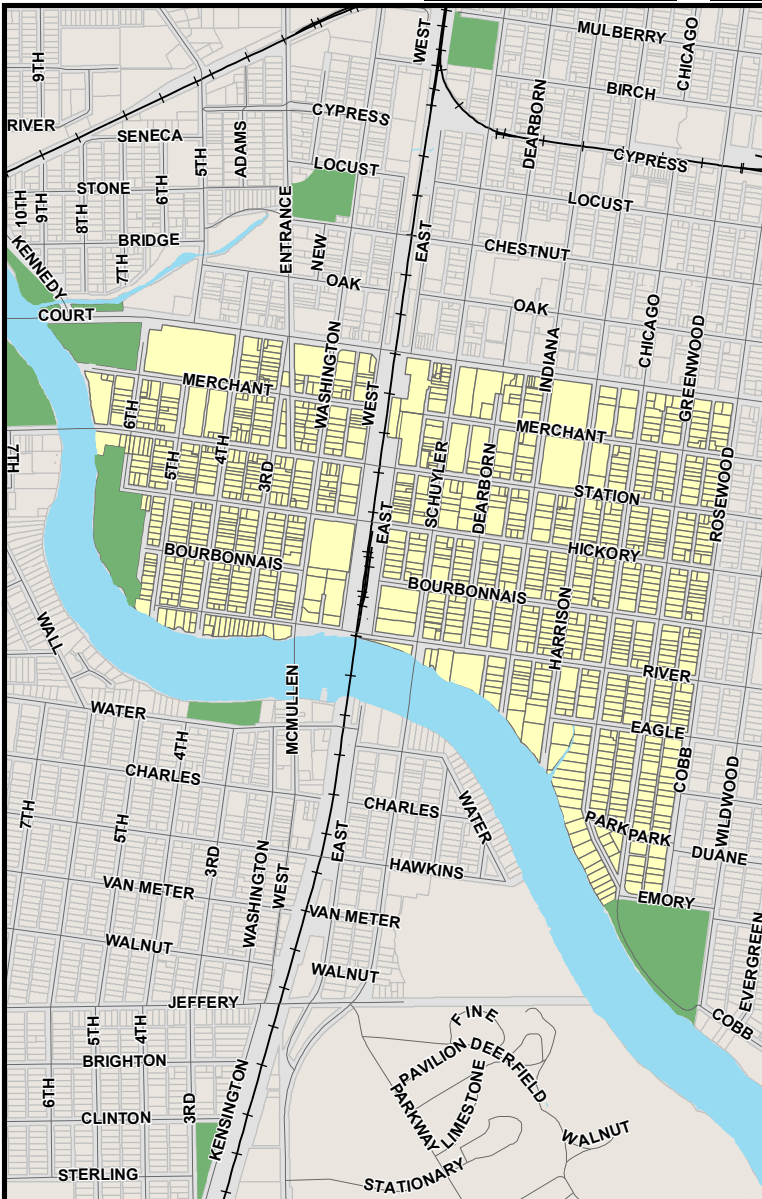 WEST
MULBERRY
CHICAGO
9TH
BIRCH
RIVER
SENECA
5TH
ADAMS
CYPRESS
DEARBORN
CYPRESS
LOCUST
STONE
6TH
10TH
9TH
8TH
LOCUST
ENTRANCE
NEW
EAST
BRIDGE
7TH
CHESTNUT
KENNEDY
OAK
OAK
COURT
CHICAGO
GREENWOOD
INDIANA
WASHINGTON
WEST
MERCHANT
6TH
MERCHANT
7TH
5TH
4TH
3RD
SCHUYLER
DEARBORN
STATION
ROSEWOOD
EAST
HICKORY
BOURBONNAIS
BOURBONNAIS
HARRISON
WALL
RIVER
MCMULLEN
WATER
4TH
EAGLE
COBB
CHARLES
WILDWOOD
7TH
5TH
CHARLES
WATER
PARK
PARK
EAST
3RD
DUANE
HAWKINS
WASHINGTON
WEST
VAN METER
EMORY
VAN METER
WALNUT
EVERGREEN
WALNUT
JEFFERY
FINE
COBB
5TH
4TH
BRIGHTON
PAVILION
DEERFIELD
6TH
3RD
KENSINGTON
PARKWAY
LIMESTONE
CLINTON
WALNUT
STERLING
STATIONARY